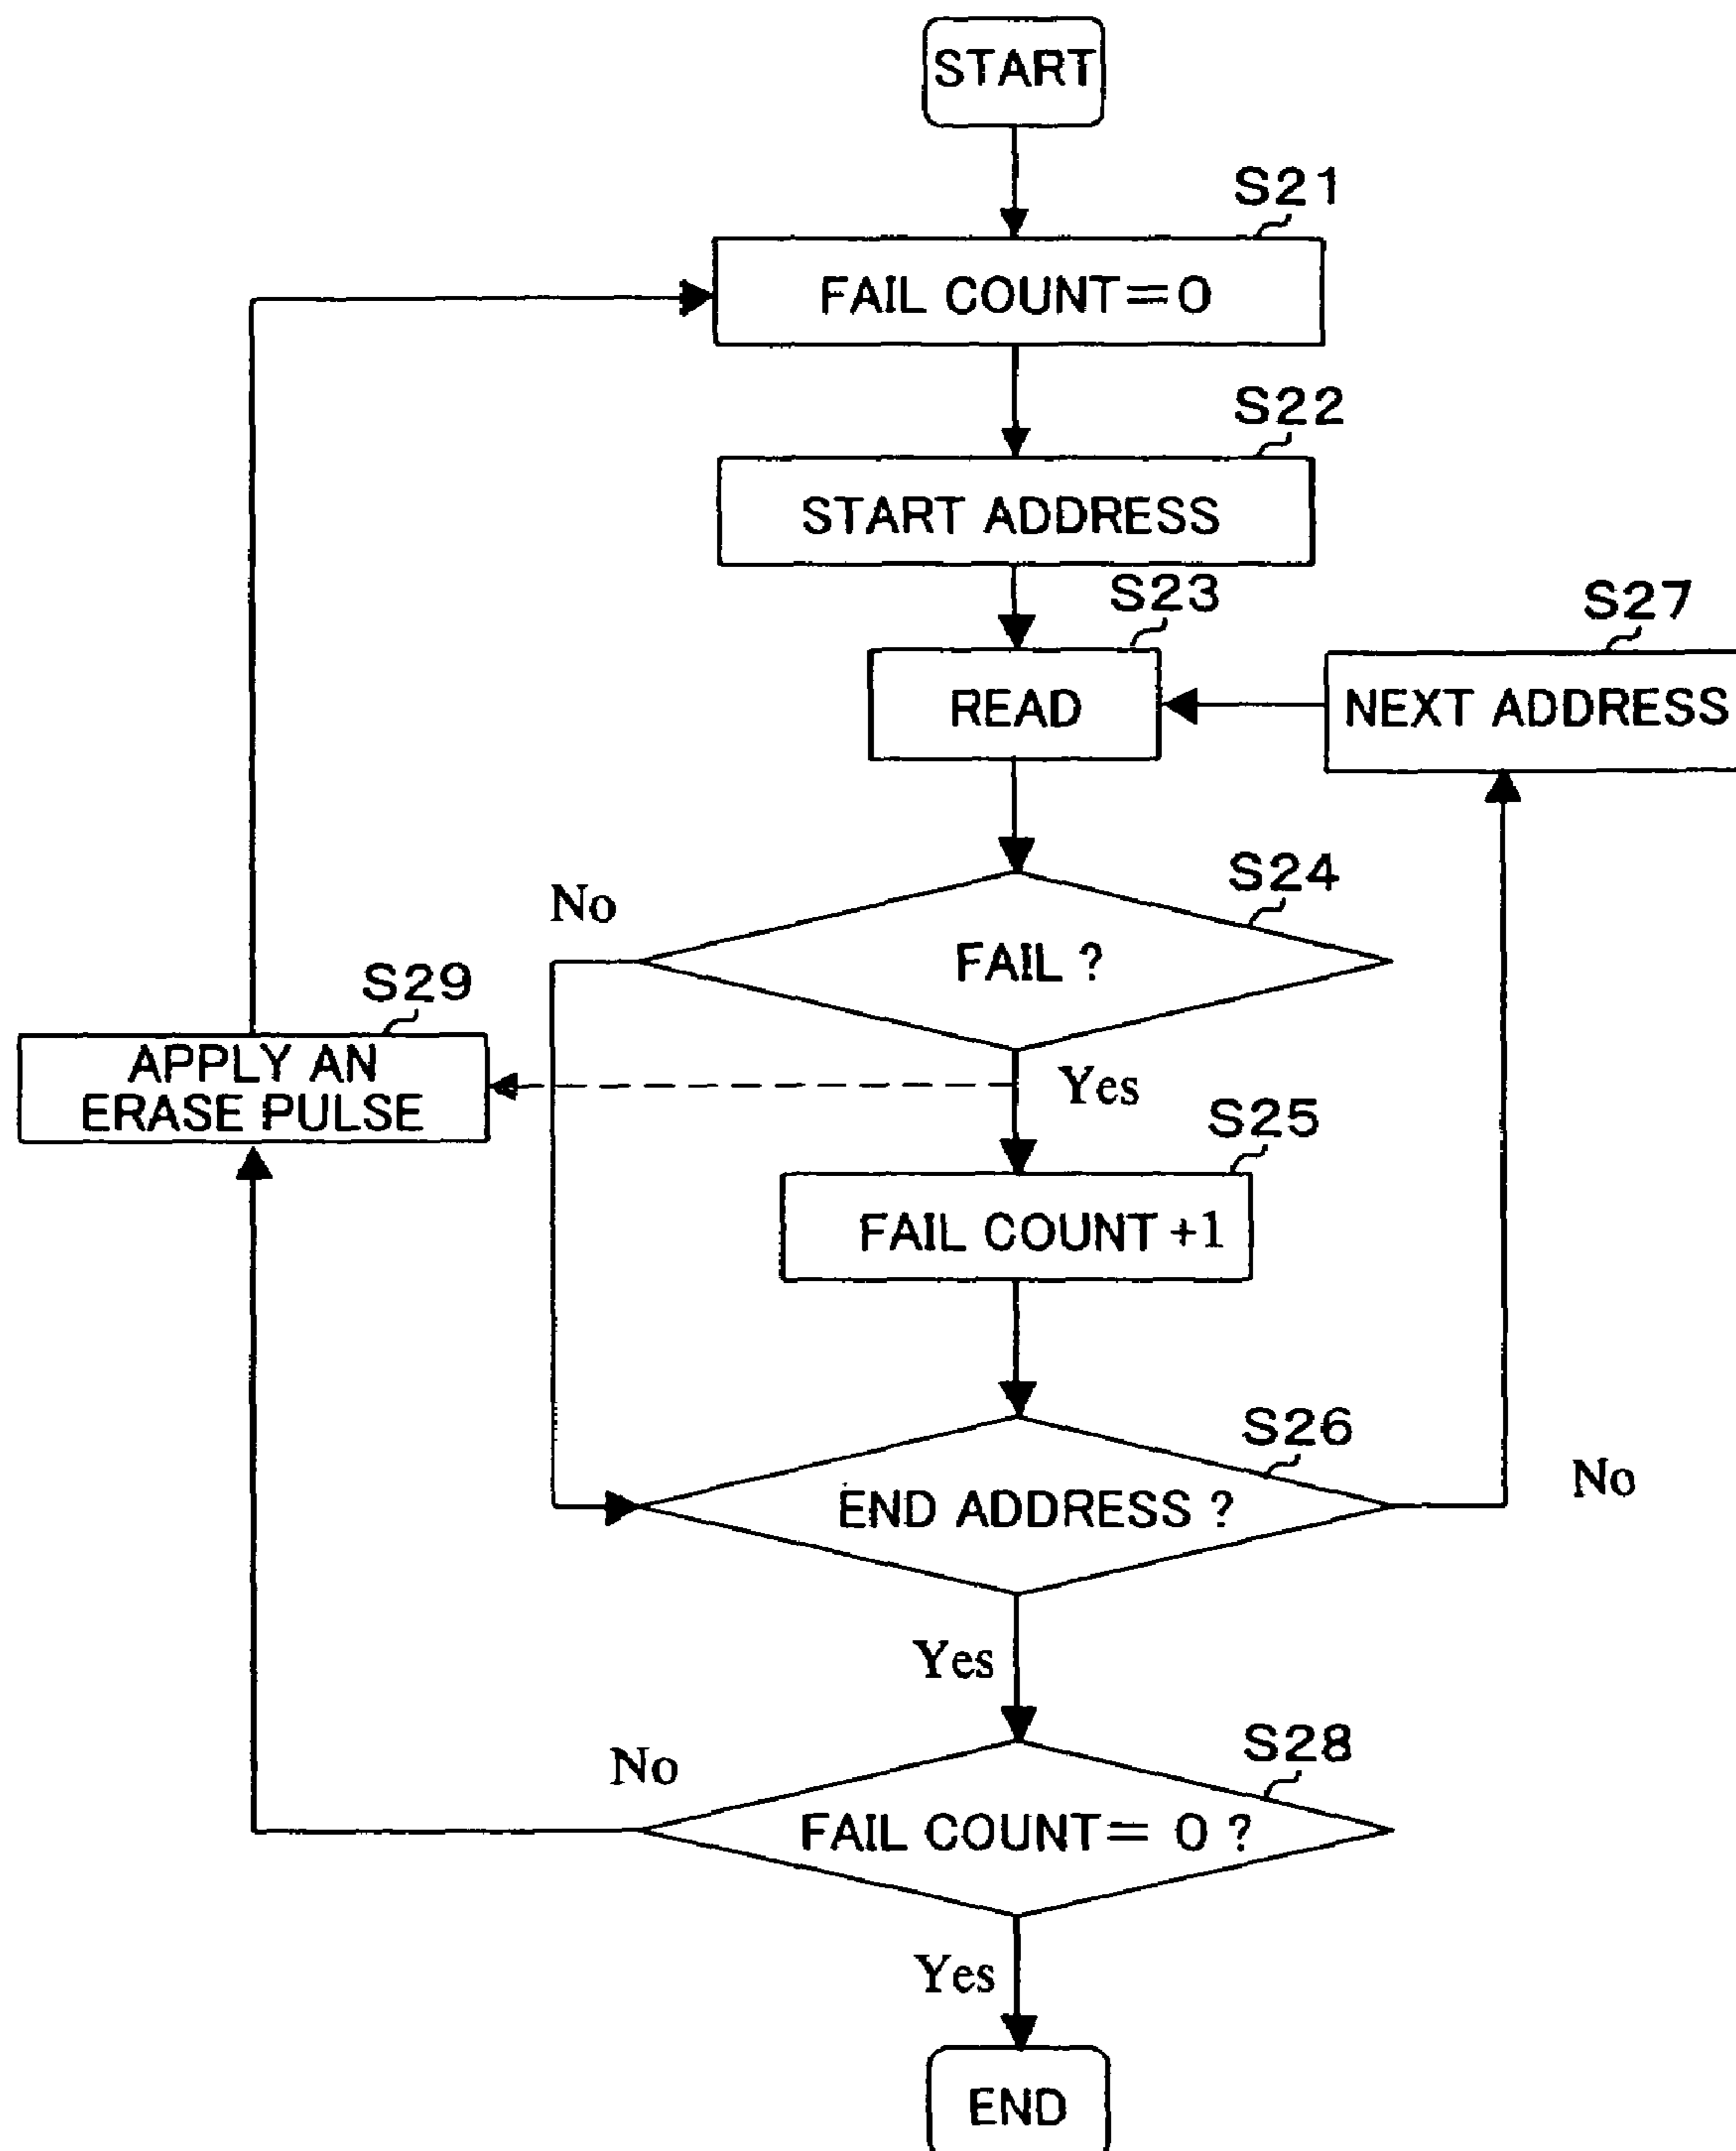 START
S21
FAIL COUNT=0
S22
START ADDRESS
S23
READ
S27
NEXT ADDRESS
S24
No
FAIL ?
S29
APPLY AN
ERASE PULSE
Yes
S25
FAIL COUNT +1
S26
END ADDRESS ?
No
Yes
S28
No
FAIL COUNT= 0 ?
Yes
END